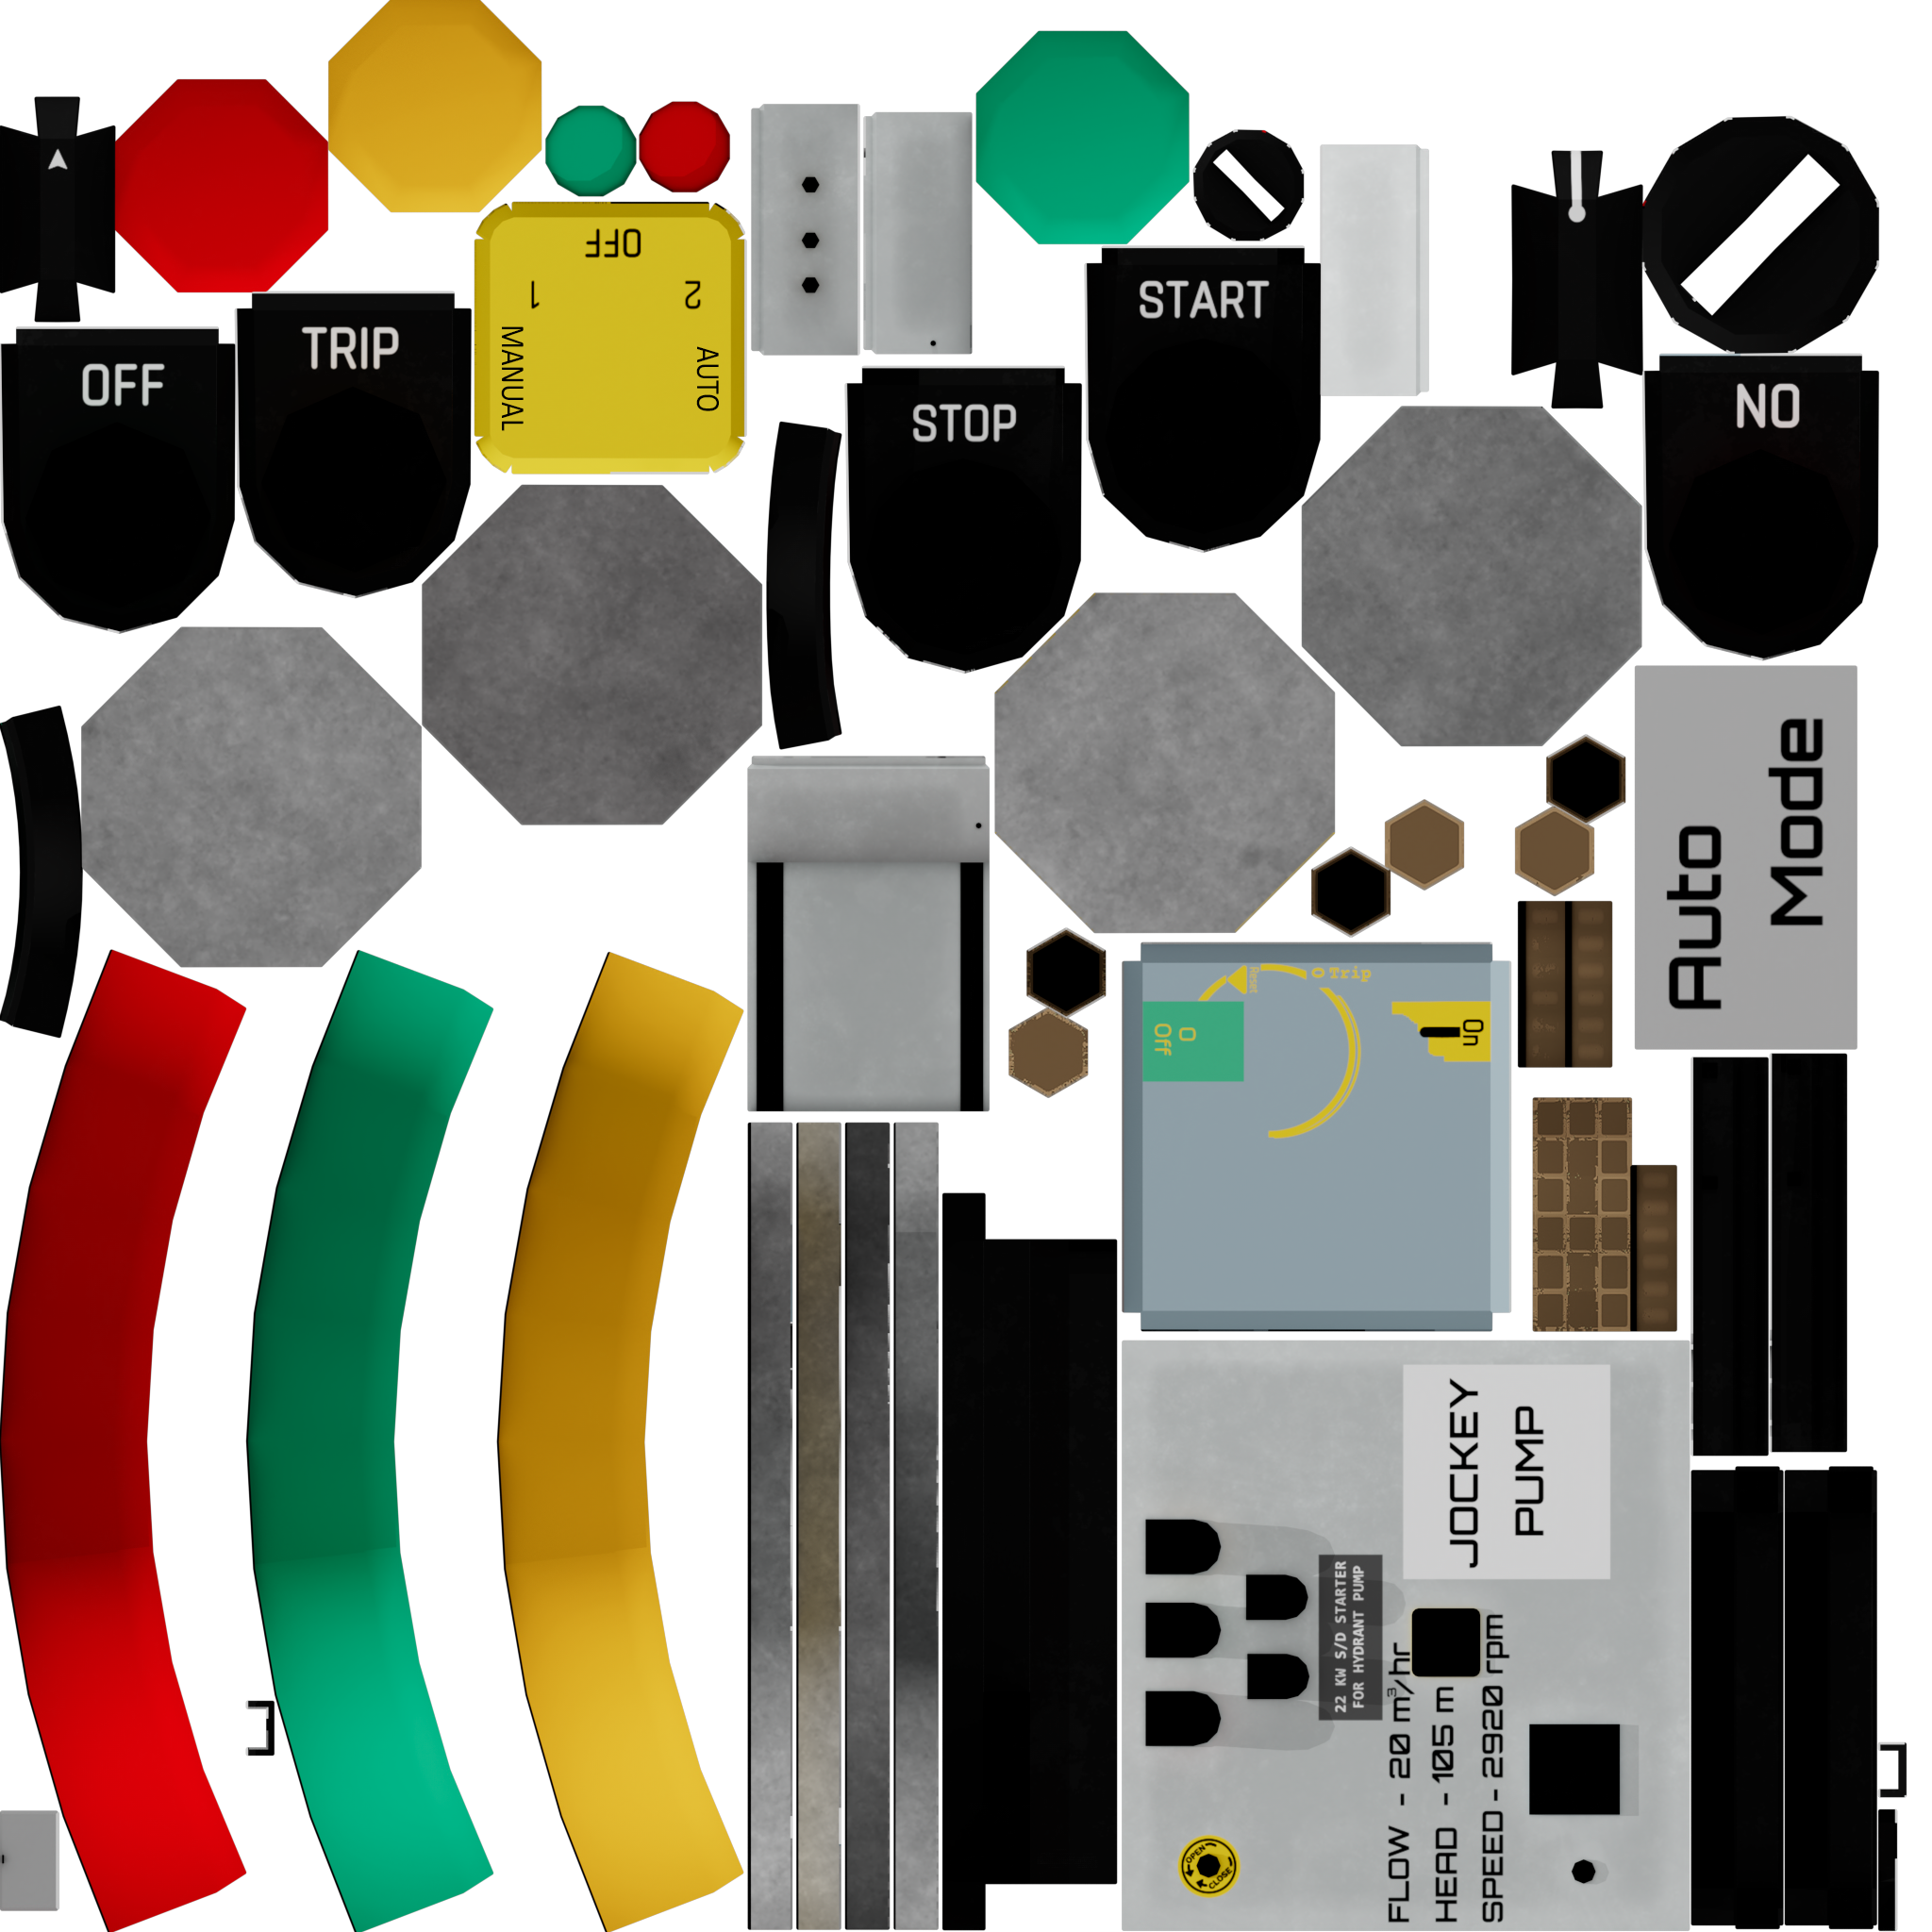 OFF
TRIP
OFF
1
2
MANUAL
AUTO
STOP
START
NO
Auto
Mode
Reset
O Trip
O
Off
On
JOCKEY
PUMP
22 KW S/D STARTER
FOR HYDRANT PUMP
FLOW - 20 m³/hr
HEAD - 105 m
SPEED - 2920 rpm
OPEN
CLOSE